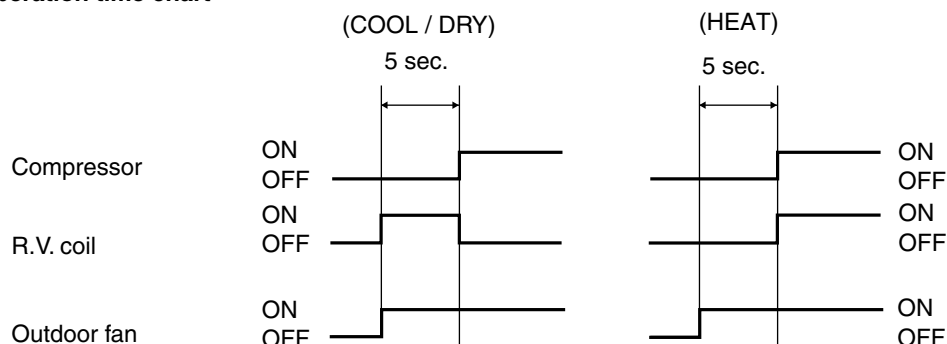 time chart
(COOL / DRY) (HEAT)
5 sec. 5 sec.
Compressor ON OFF ON OFF
R.V. coil ON OFF ON OFF
Outdoor fan ON OFF ON OFF